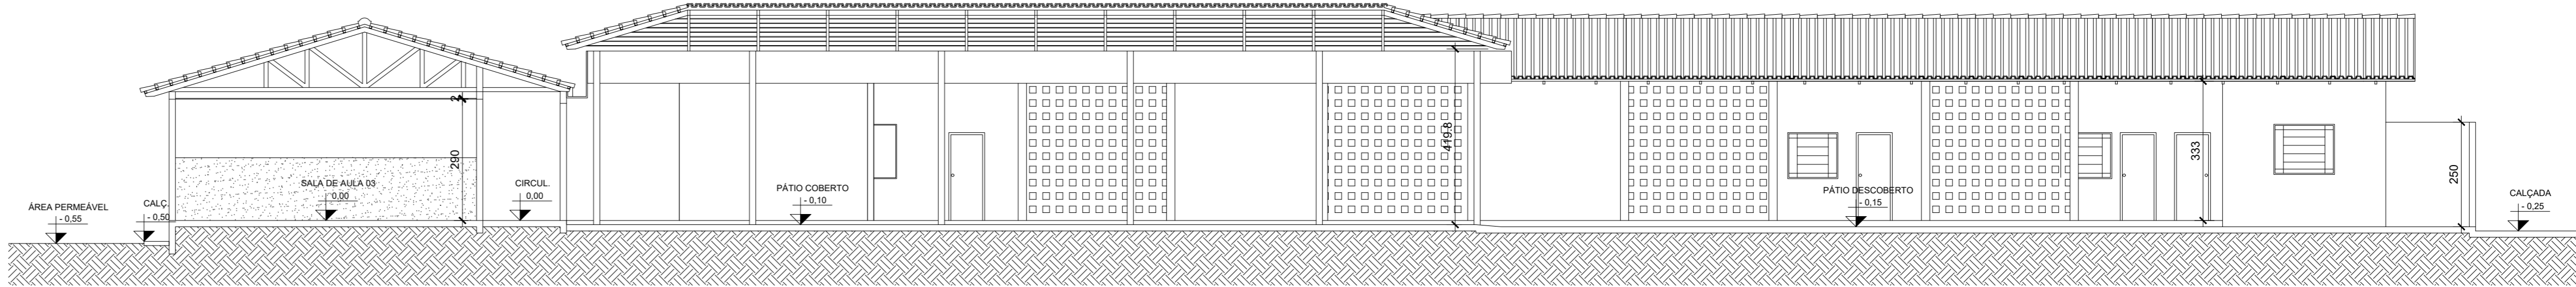 ÁREA PERMEÁVEL
- 0,55
CALÇ.
- 0,50
SALA DE AULA 03
0,00
2
290
CIRCUL.
0,00
PÁTIO COBERTO
- 0,10
419.8
PÁTIO DESCOBERTO
- 0,15
333
250
CALÇADA
- 0,25